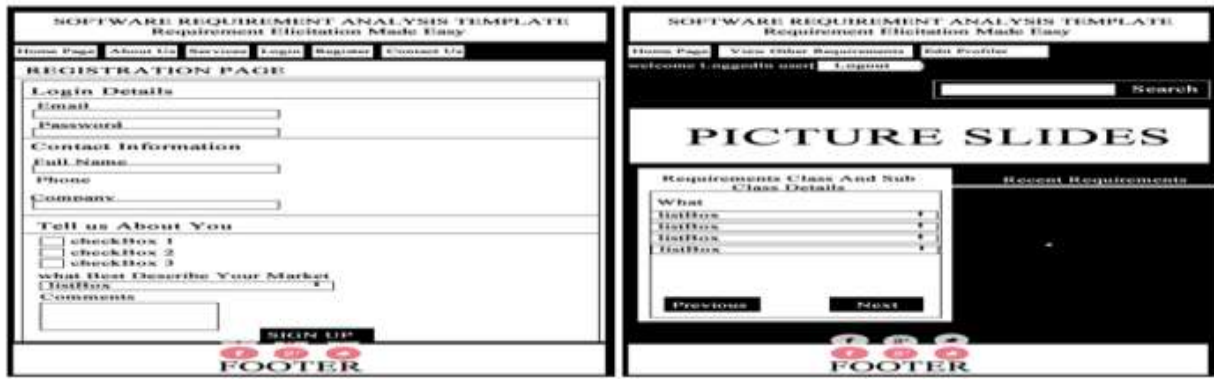 SOFTWARE REQUIREMENT ANALYSIS TEMPLATE
Requirement Elicitation Made Easy
Home Page About Us Services Login Register Contact Us
REGISTRATION PAGE
Login Details
Email
Password
Contact Information
Full Name
Phone
Company
Tell us About You
checkBox 1
checkBox 2
checkBox 3
what Best Describe Your Market
listBox
Comments
SIGN UP
FOOTER
SOFTWARE REQUIREMENT ANALYSIS TEMPLATE
Requirement Elicitation Made Easy
Home Page View Other Requirements Edit Profiler
welcome LoggedIn user| Logout
Search
PICTURE SLIDES
Requirements Class And Sub
Class Details
What
listBox
listBox
listBox
listBox
Previous Next
Recent Requirements
FOOTER